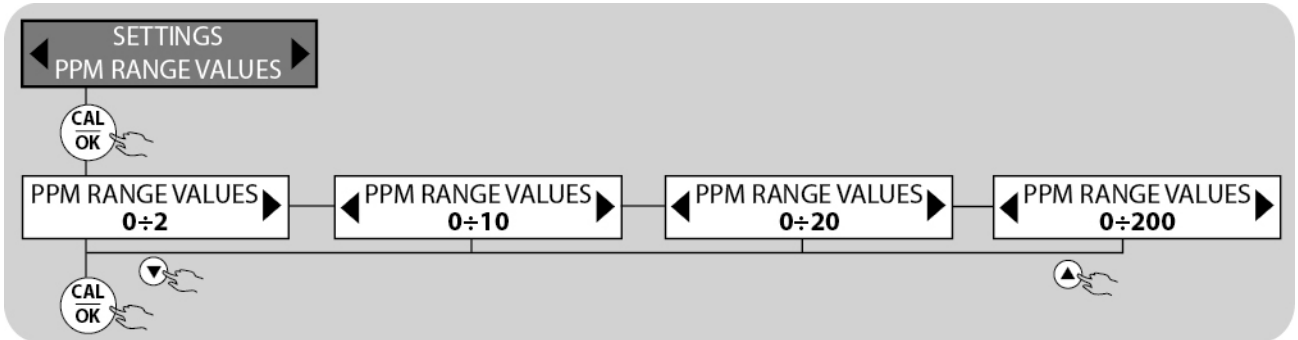 SETTINGS
PPM RANGE VALUES
CAL
OK
PPM RANGE VALUES
0÷2
PPM RANGE VALUES
0÷10
PPM RANGE VALUES
0÷20
PPM RANGE VALUES
0÷200
CAL
OK